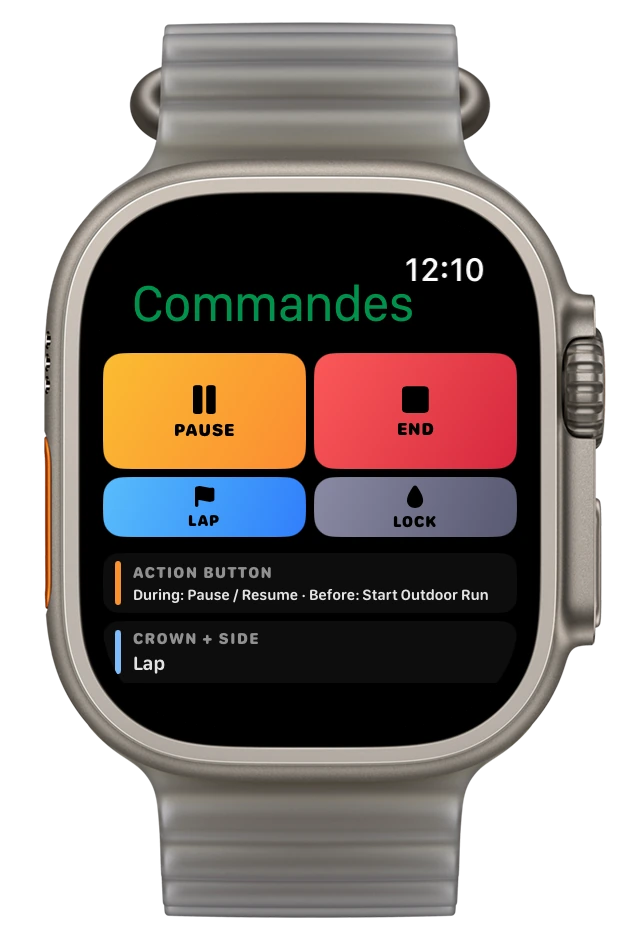 12:10
Commandes
PAUSE
END
LAP
LOCK
ACTION BUTTON
During: Pause / Resume · Before: Start Outdoor Run
CROWN + SIDE
Lap